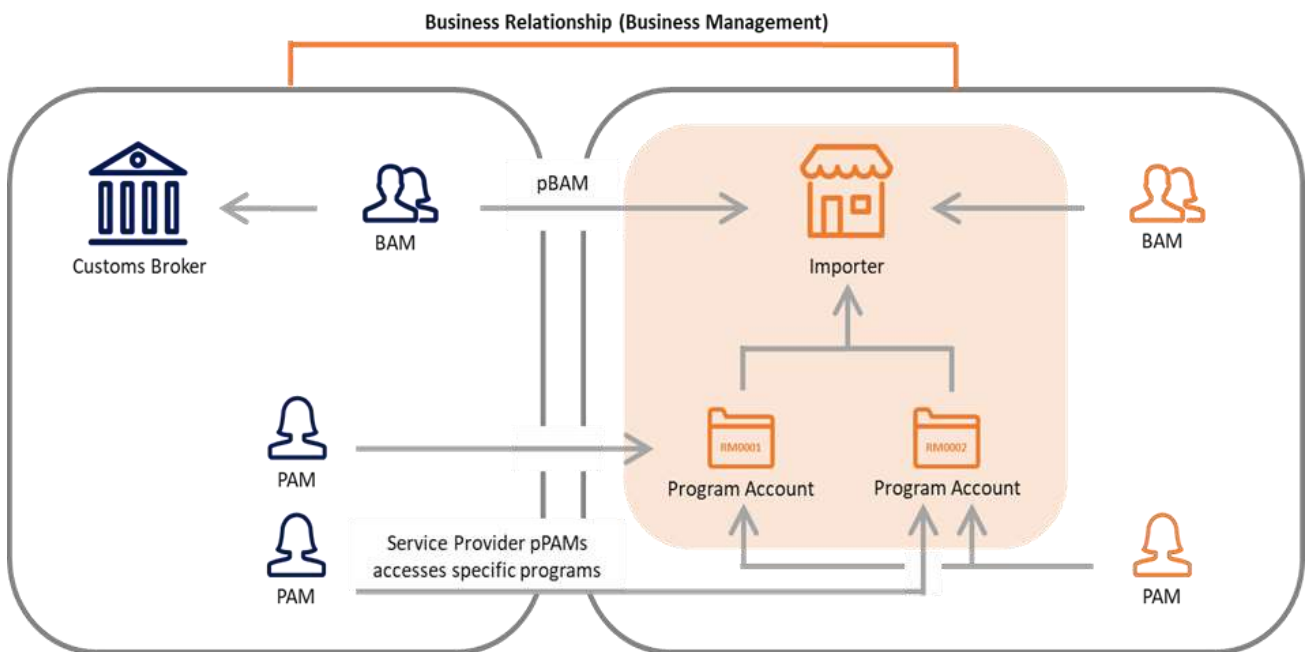 Business Relationship (Business Management)
pBAM
Customs Broker
BAM
Importer
BAM
RM0001
RM0002
PAM
Program Account
Program Account
Service Provider pPAMs
accesses specific programs
PAM
PAM